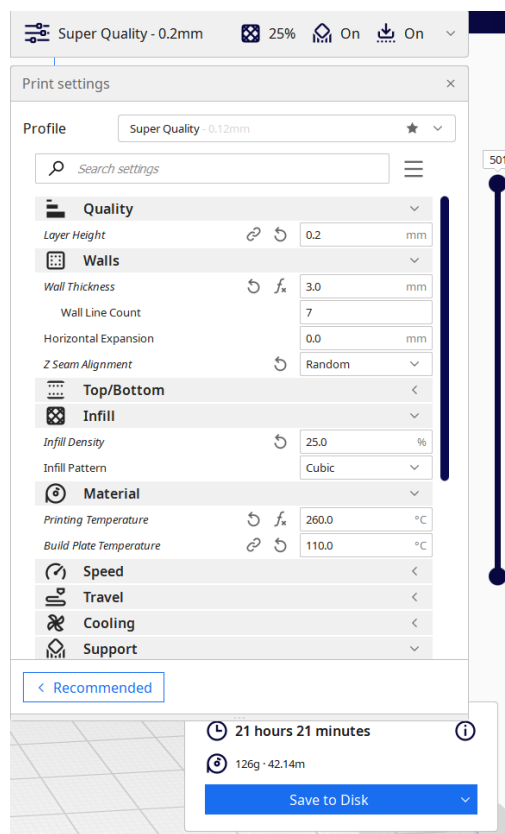 Super Quality - 0.2mm 25% On On
Print settings
Profile Super Quality - 0.12mm
Search settings
501
Quality
Layer Height 0.2 mm
Walls
Wall Thickness 3.0 mm
Wall Line Count 7
Horizontal Expansion 0.0 mm
Z Seam Alignment Random
Top/Bottom
Infill
Infill Density 25.0 %
Infill Pattern Cubic
Material
Printing Temperature 260.0 °C
Build Plate Temperature 110.0 °C
Speed
Travel
Cooling
Support
Recommended
21 hours 21 minutes
126g · 42.14m
Save to Disk